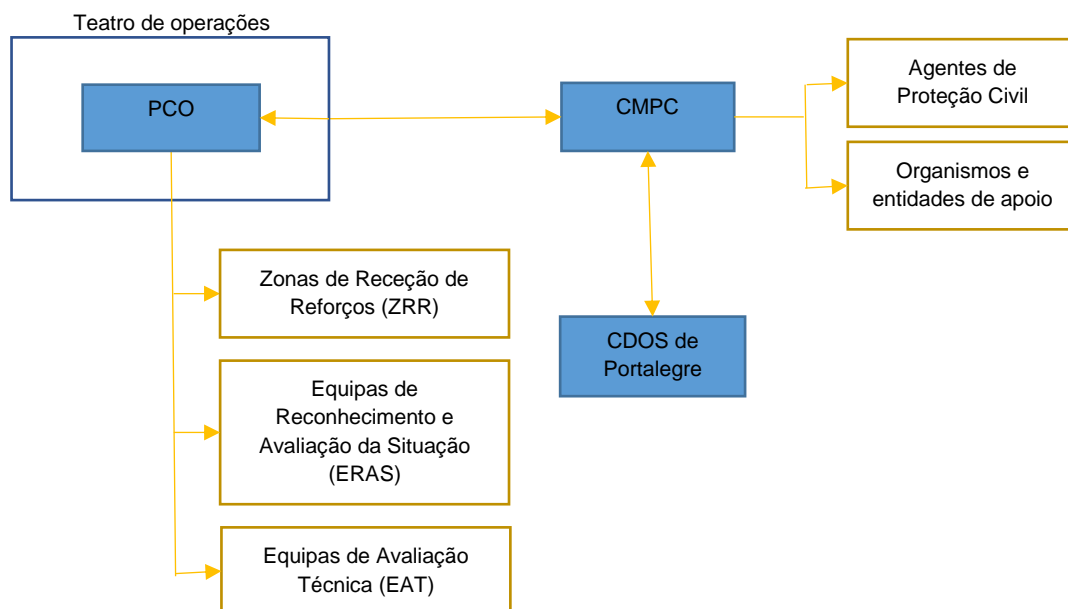 Teatro de operações
PCO
CMPC
Agentes de
Proteção Civil
Organismos e
entidades de apoio
Zonas de Receção de
Reforços (ZRR)
CDOS de
Portalegre
Equipas de
Reconhecimento e
Avaliação da Situação
(ERAS)
Equipas de Avaliação
Técnica (EAT)